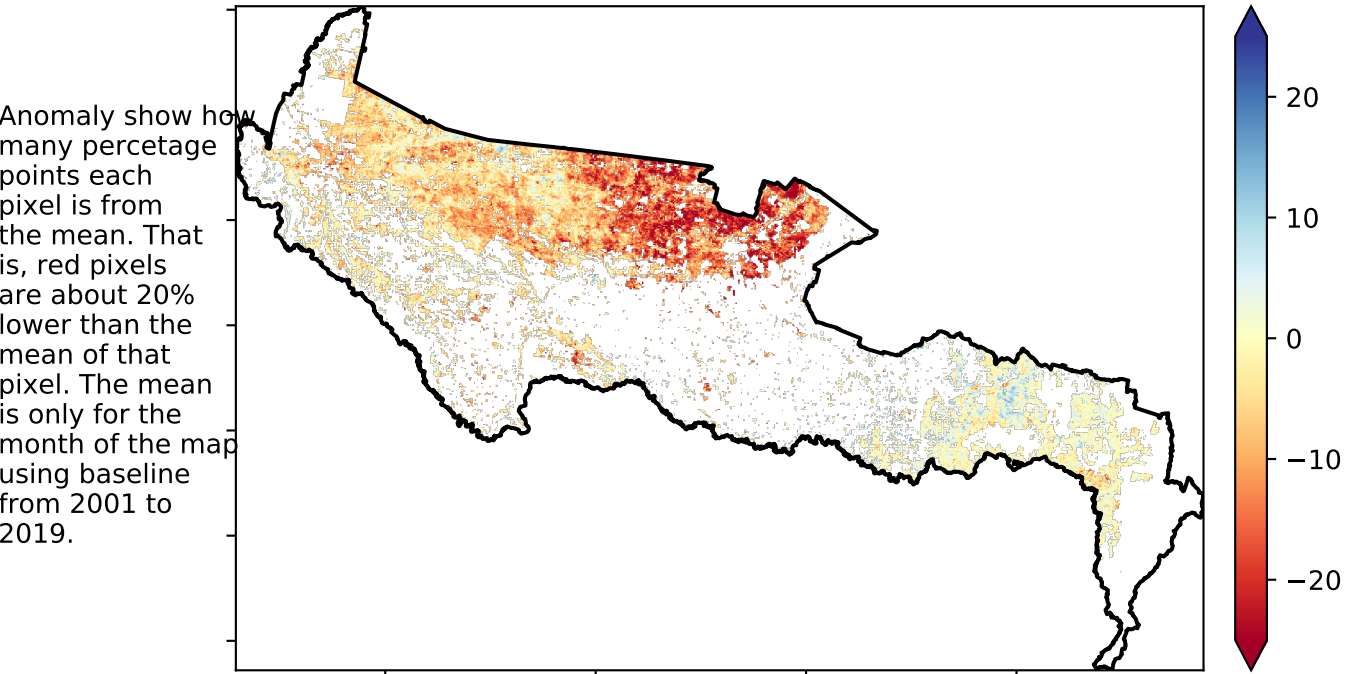 Anomaly show how
many percetage
points each
pixel is from
the mean. That
is, red pixels
are about 20%
lower than the
mean of that
pixel. The mean
is only for the
month of the map
using baseline
from 2001 to
2019.
20
10
0
−10
−20